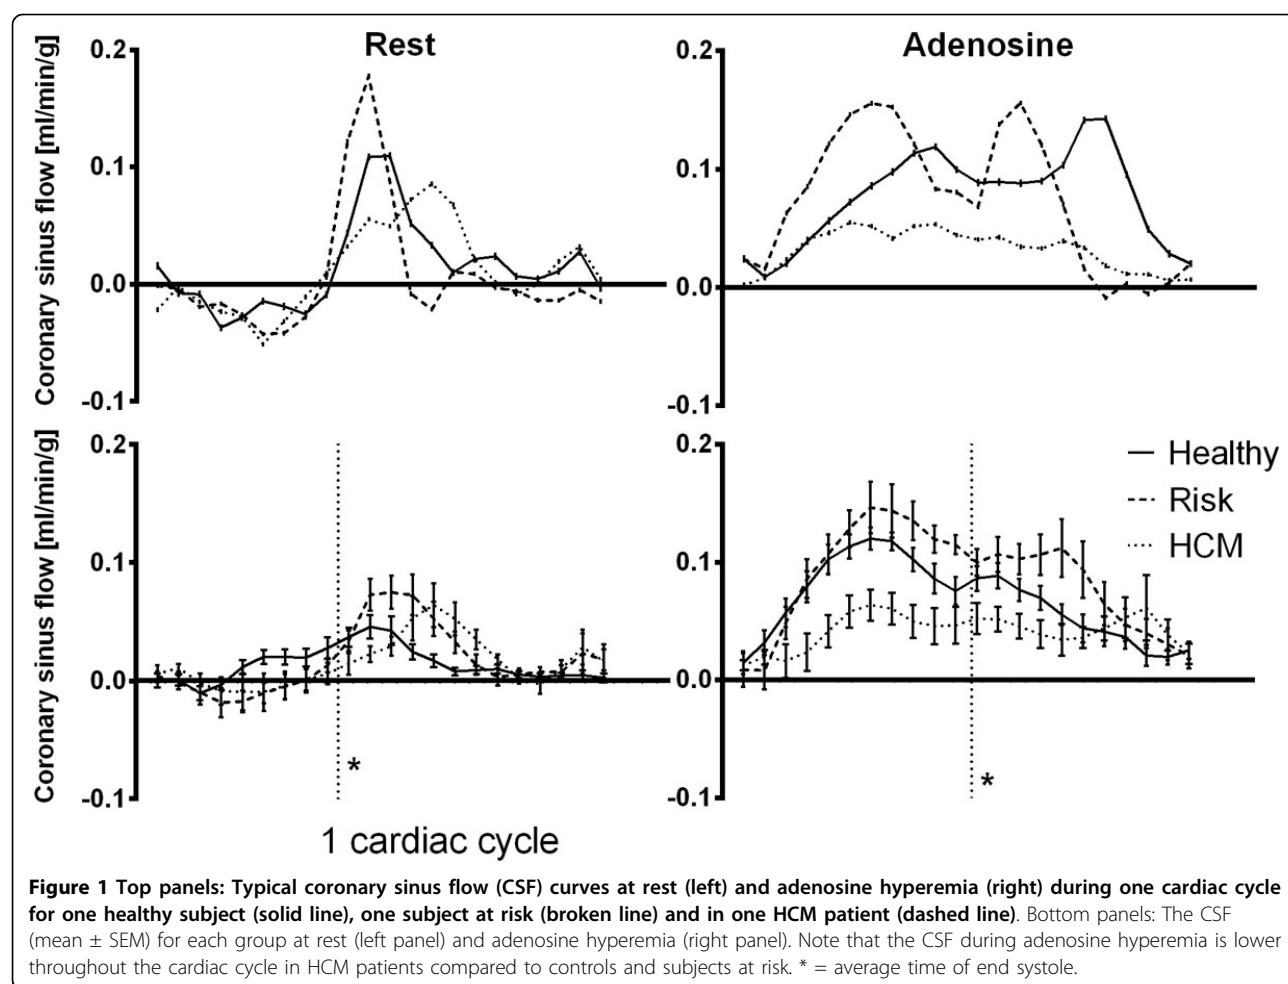 Rest
Adenosine
Coronary sinus flow [ml/min/g]
0.2
0.1
0.0
-0.1
0.2
0.1
0.0
-0.1
Coronary sinus flow [ml/min/g]
0.2
0.1
0.0
-0.1
*
0.2
0.1
0.0
-0.1
*
Healthy
Risk
HCM
1 cardiac cycle
Figure 1 Top panels: Typical coronary sinus flow (CSF) curves at rest (left) and adenosine hyperemia (right) during one cardiac cycle
for one healthy subject (solid line), one subject at risk (broken line) and in one HCM patient (dashed line). Bottom panels: The CSF
(mean ± SEM) for each group at rest (left panel) and adenosine hyperemia (right panel). Note that the CSF during adenosine hyperemia is lower
throughout the cardiac cycle in HCM patients compared to controls and subjects at risk. * = average time of end systole.